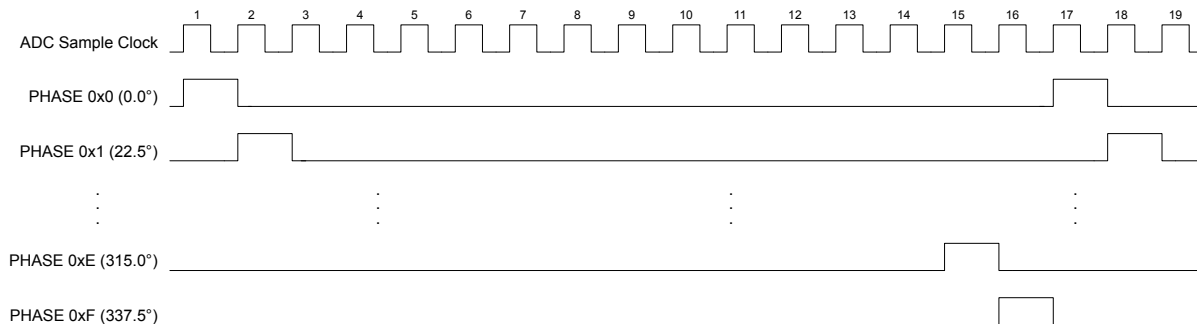 1 2 3 4 5 6 7 8 9 10 11 12 13 14 15 16 17 18 19
ADC Sample Clock
PHASE 0x0 (0.0°)
PHASE 0x1 (22.5°)
PHASE 0xE (315.0°)
PHASE 0xF (337.5°)